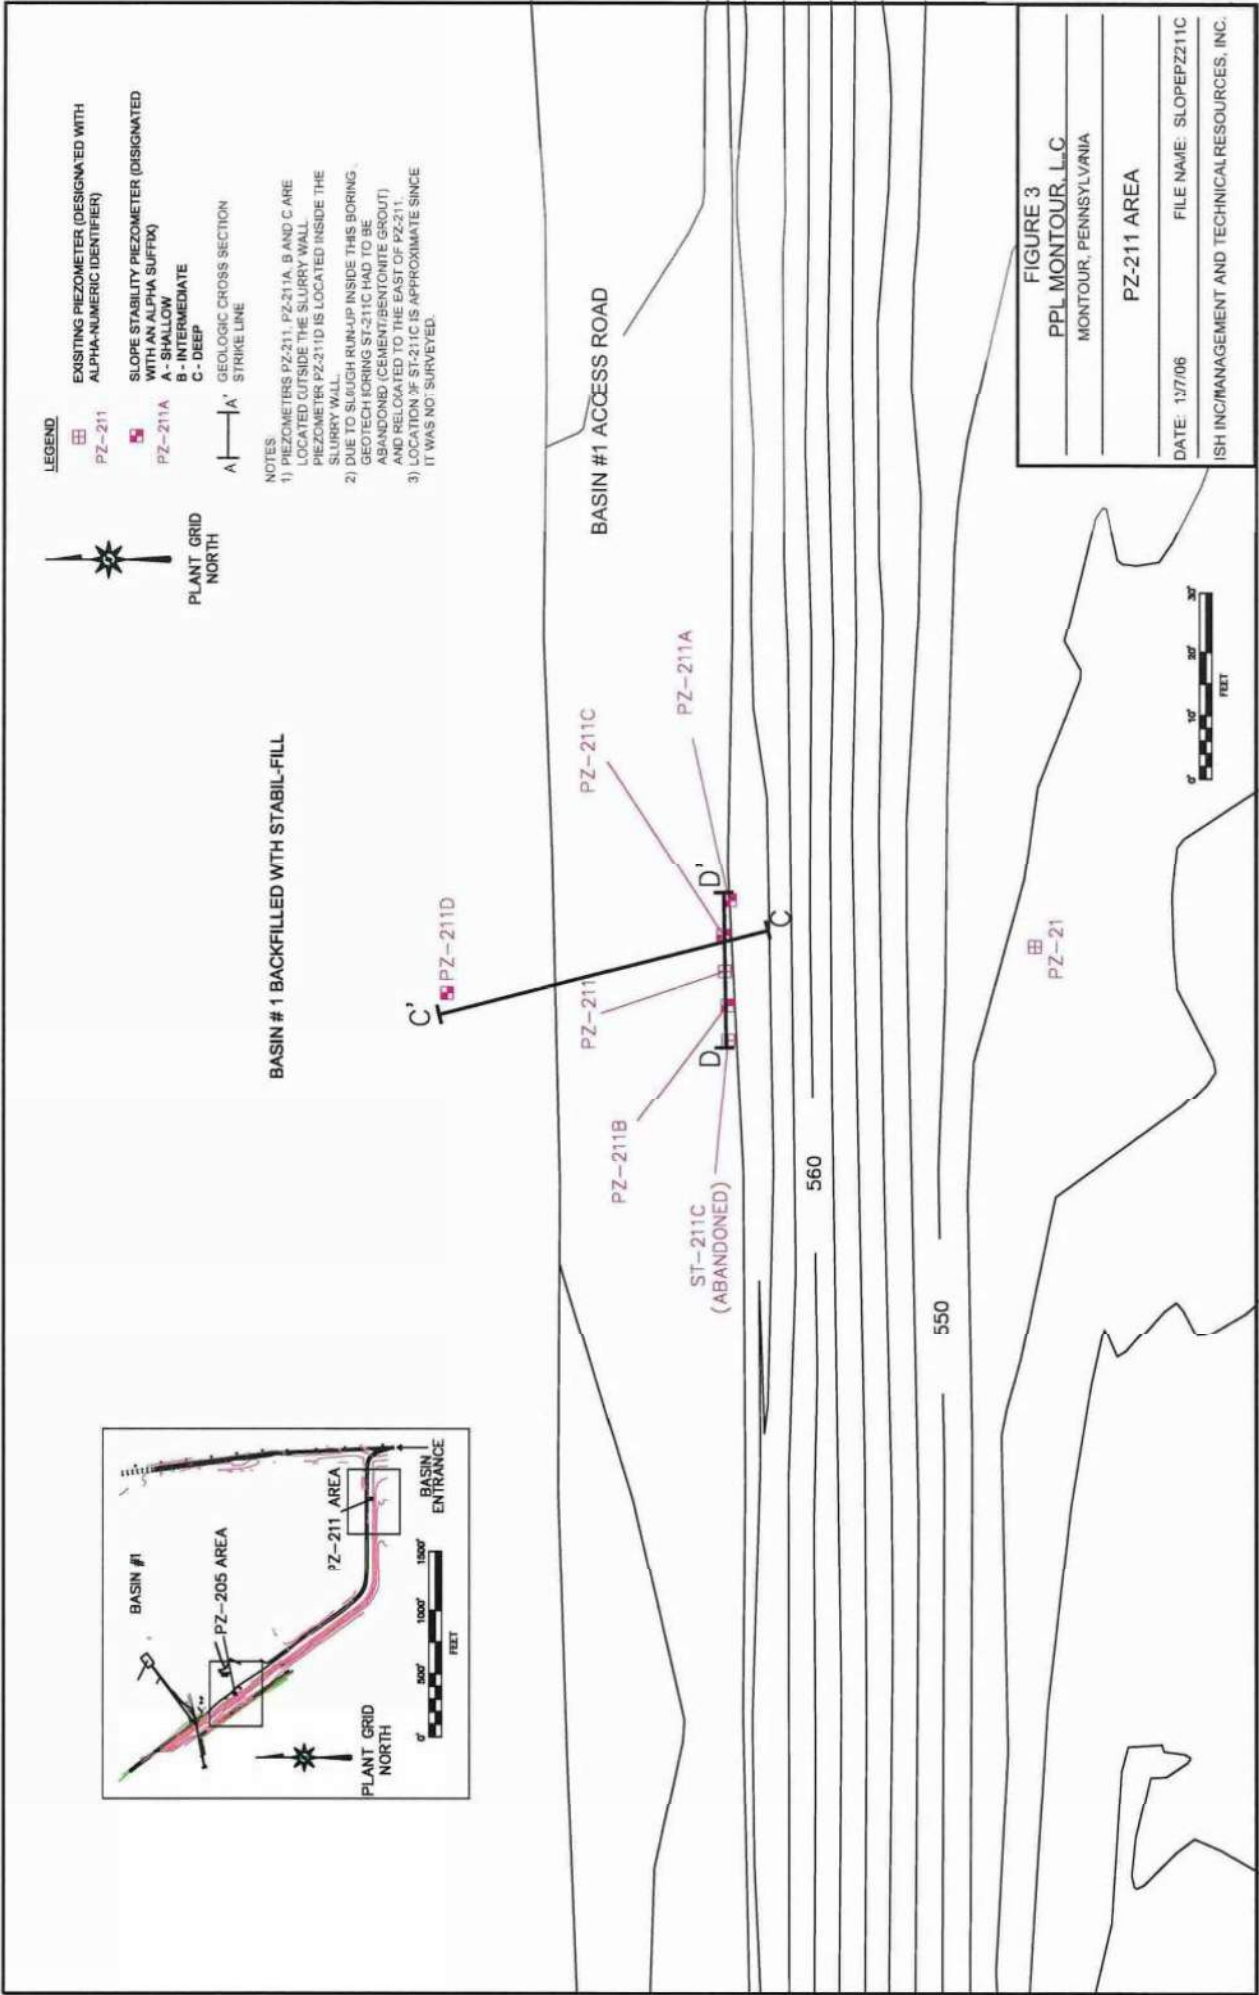 LEGEND
PZ-211
EXISITING PIEZOMETER (DESIGNATED WITH
ALPHA-NUMERIC IDENTIFIER)
PZ-211A
SLOPE STABILITY PIEZOMETER (DISIGNATED
WITH AN ALPHA SUFFIX)
A - SHALLOW
B - INTERMEDIATE
C - DEEP
A A'
GEOLOGIC CROSS SECTION
STRIKE LINE
NOTES
1) PIEZOMETERS PZ-211, PZ-211A, B AND C ARE
LOCATED OUTSIDE THE SLURRY WALL.
PIEZOMETER PZ-211D IS LOCATED INSIDE THE
SLURRY WALL.
2) DUE TO SLOUGH RUN-UP INSIDE THIS BORING,
GEOTECH BORING ST-211C HAD TO BE
ABANDONED (CEMENT/BENTONITE GROUT)
AND RELOCATED TO THE EAST OF PZ-211.
3) LOCATION OF ST-211C IS APPROXIMATE SINCE
IT WAS NOT SURVEYED.
PLANT GRID
NORTH
BASIN # 1 BACKFILLED WTH STABIL-FILL
BASIN #1
PZ-205 AREA
PZ-211 AREA
BASIN
ENTRANCE
PLANT GRID
NORTH
0' 500' 1000' 1500'
FEET
C'
PZ-211D
BASIN #1 ACCESS ROAD
PZ-211B
PZ-211
PZ-211C
PZ-211A
ST-211C
(ABANDONED)
D
D'
C
560
550
PZ-21
0' 10' 20' 30'
FEET
FIGURE 3
PPL MONTOUR, L.L.C
MONTOUR, PENNSYLVANIA
PZ-211 AREA
DATE: 12/7/06
FILE NAME: SLOPEPZ211C
ISH INC/MANAGEMENT AND TECHNICAL RESOURCES, INC.